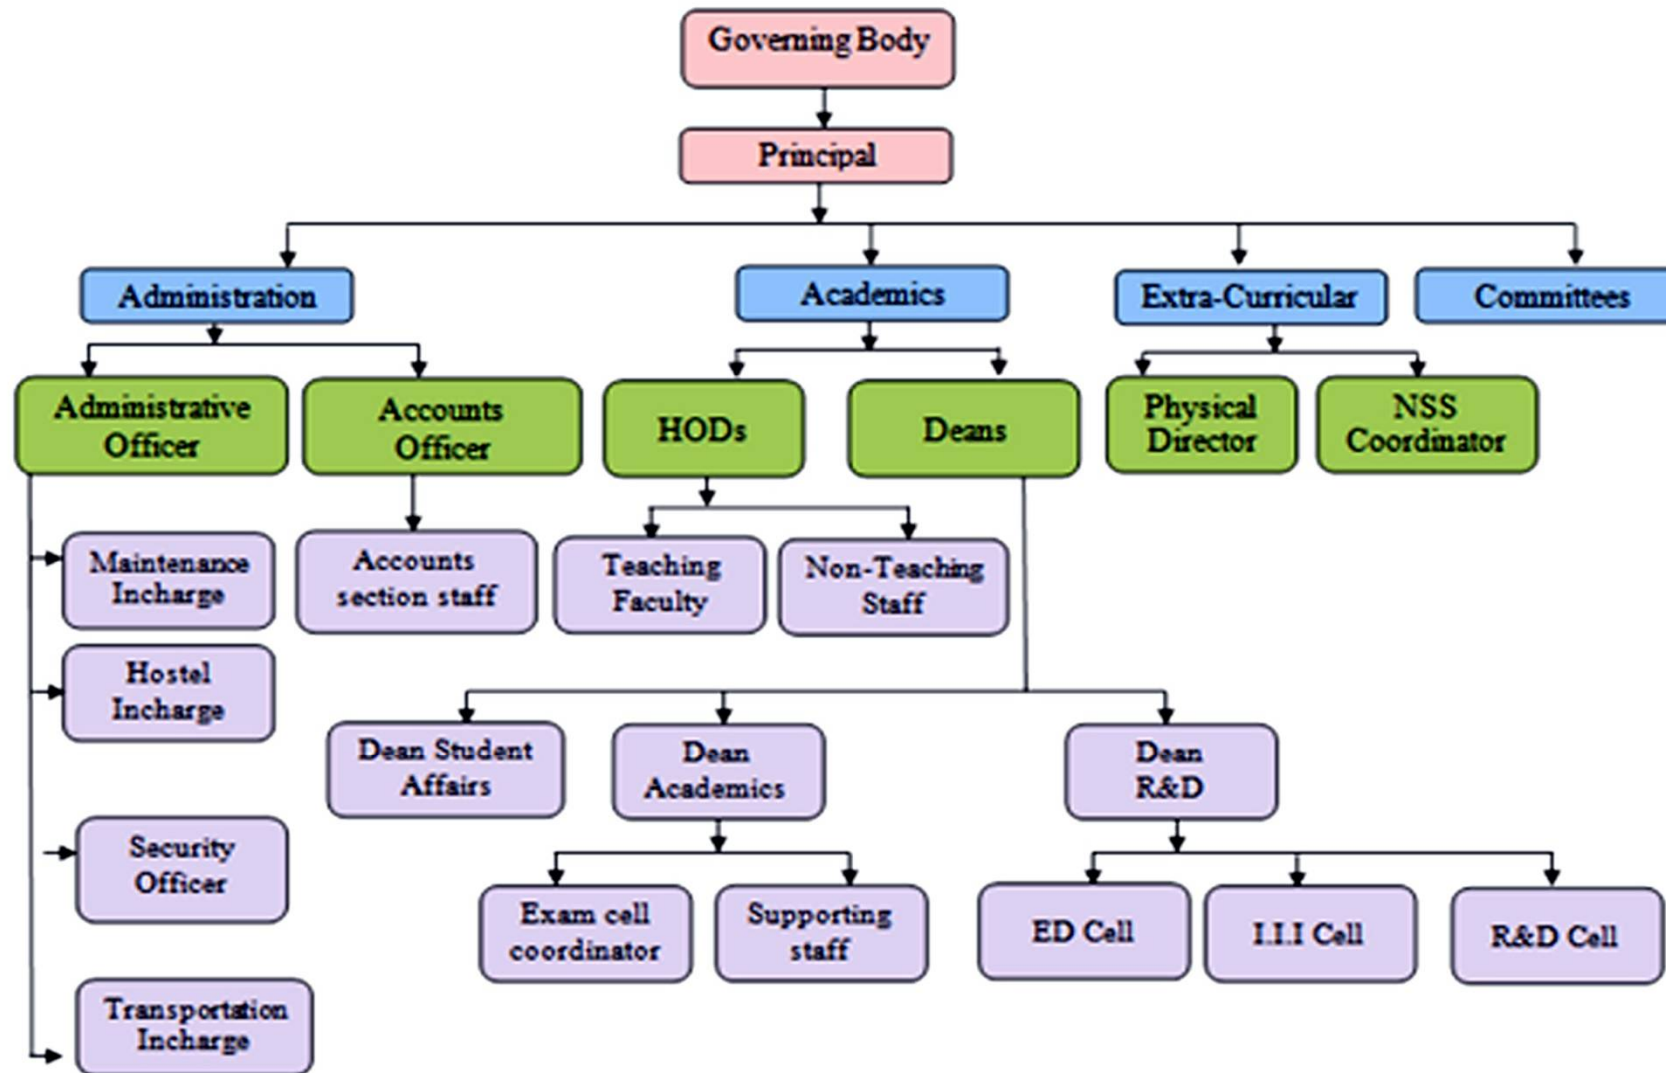 Governing Body
Principal
Administration
Academics
Extra-Curricular
Committees
Administrative
Officer
Accounts
Officer
HODs
Deans
Physical
Director
NSS
Coordinator
Maintenance
Incharge
Accounts
section staff
Teaching
Faculty
Non-Teaching
Staff
Hostel
Incharge
Dean Student
Affairs
Dean
Academics
Dean
R&D
Security
Officer
Exam cell
coordinator
Supporting
staff
ED Cell
I.I.I Cell
R&D Cell
Transportation
Incharge